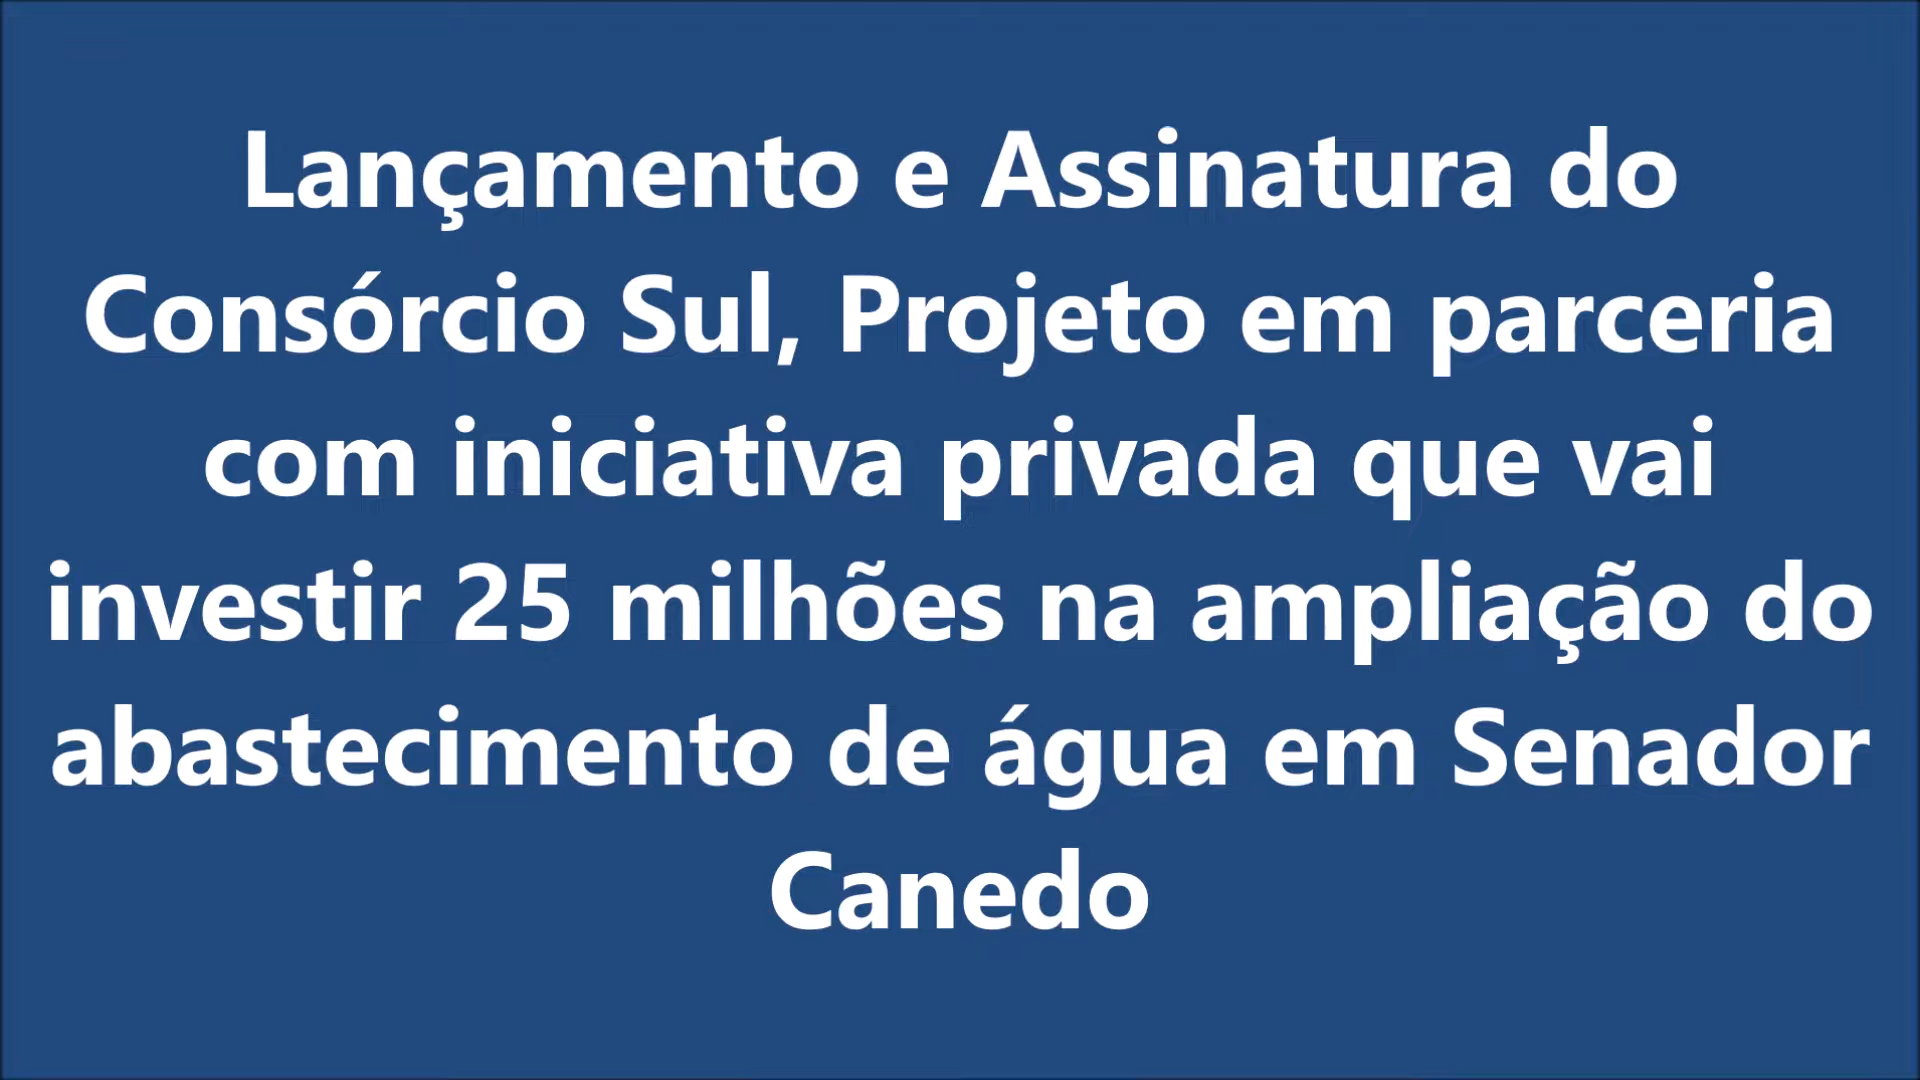 Lançamento e Assinatura do
Consórcio Sul, Projeto em parceria
com iniciativa privada que vai
investir 25 milhões na ampliação do
abastecimento de água em Senador
Canedo